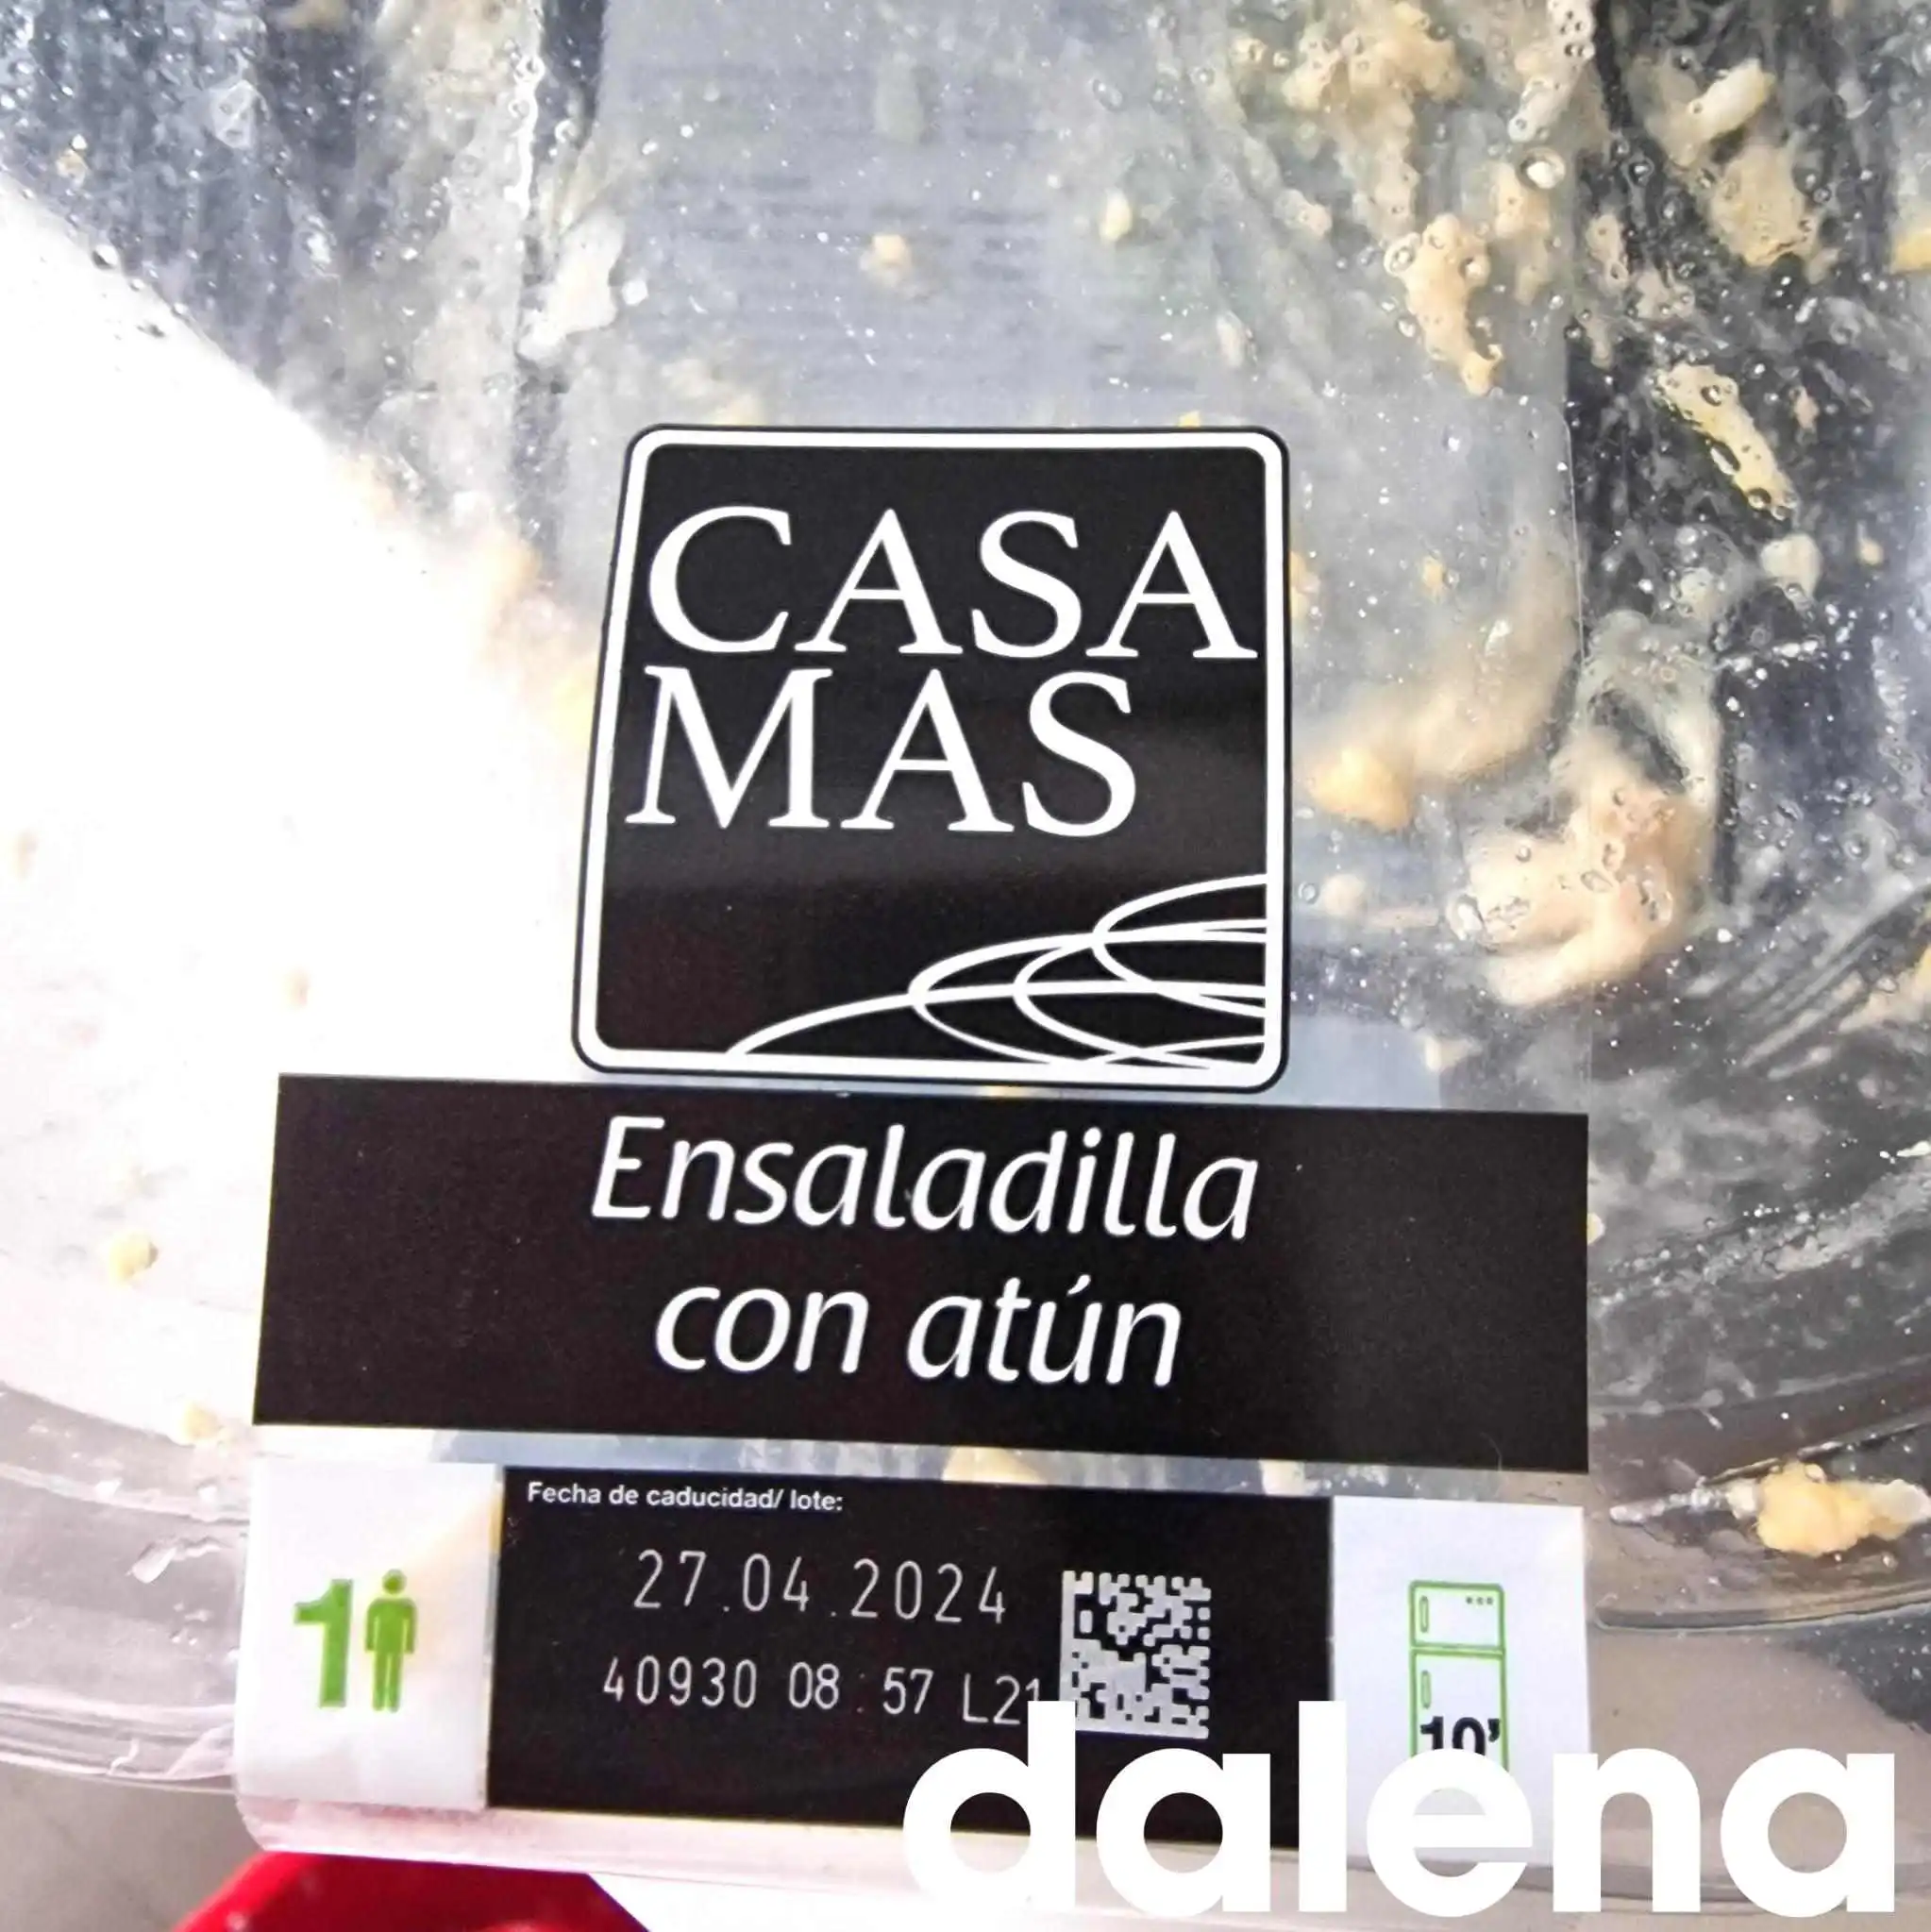 CASA
MAS
Ensaladilla
con atún
Fecha de caducidad/ lote:
27.04.2024
40930 08:57 L21
1
10’
dalena